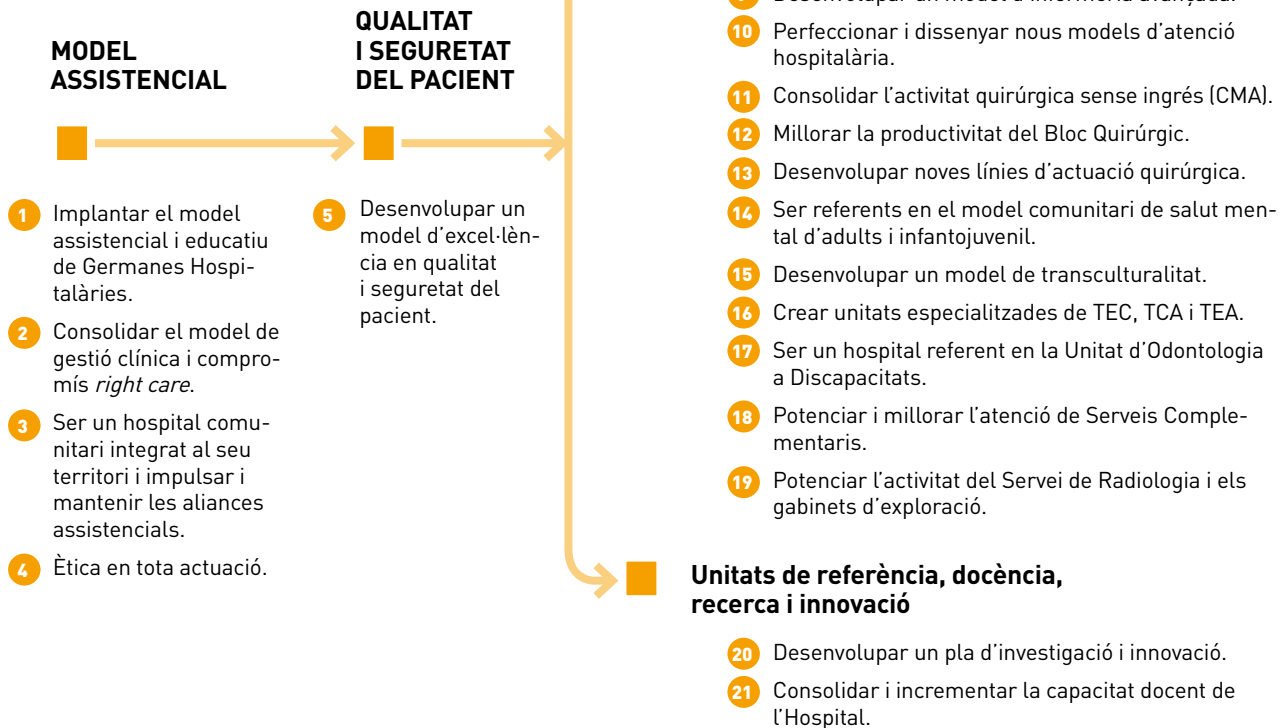 MODEL
ASSISTENCIAL
1 Implantar el model
assistencial i educatiu
de Germanes Hospi-
talàries.
2 Consolidar el model de
gestió clínica i compro-
mís right care.
3 Ser un hospital comu-
nitari integrat al seu
territori i impulsar i
mantenir les aliances
assistencials.
4 Ètica en tota actuació.
QUALITAT
I SEGURETAT
DEL PACIENT
5 Desenvolupar un
model d’excel·lèn-
cia en qualitat
i seguretat del
pacient.
10 Perfeccionar i dissenyar nous models d’atenció
hospitalària.
11 Consolidar l’activitat quirúrgica sense ingrés (CMA).
12 Millorar la productivitat del Bloc Quirúrgic.
13 Desenvolupar noves línies d’actuació quirúrgica.
14 Ser referents en el model comunitari de salut men-
tal d’adults i infantojuvenil.
15 Desenvolupar un model de transculturalitat.
16 Crear unitats especialitzades de TEC, TCA i TEA.
17 Ser un hospital referent en la Unitat d’Odontologia
a Discapacitats.
18 Potenciar i millorar l’atenció de Serveis Comple-
mentaris.
19 Potenciar l’activitat del Servei de Radiologia i els
gabinets d’exploració.
Unitats de referència, docència,
recerca i innovació
20 Desenvolupar un pla d’investigació i innovació.
21 Consolidar i incrementar la capacitat docent de
l’Hospital.